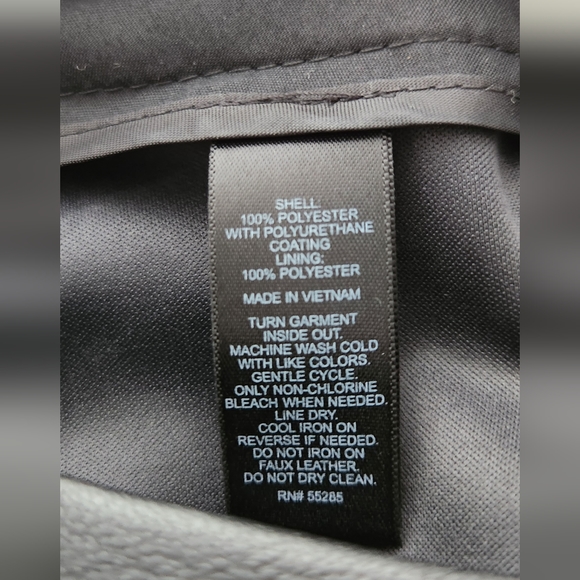 SHELL:
100% POLYESTER
WITH POLYURETHANE
COATING
LINING:
100% POLYESTER
MADE IN VIETNAM
TURN GARMENT
INSIDE OUT.
MACHINE WASH COLD
WITH LIKE COLORS.
GENTLE CYCLE.
ONLY NON-CHLORINE
BLEACH WHEN NEEDED.
LINE DRY.
COOL IRON ON
REVERSE IF NEEDED.
DO NOT IRON ON
FAUX LEATHER.
DO NOT DRY CLEAN.
RN# 55285